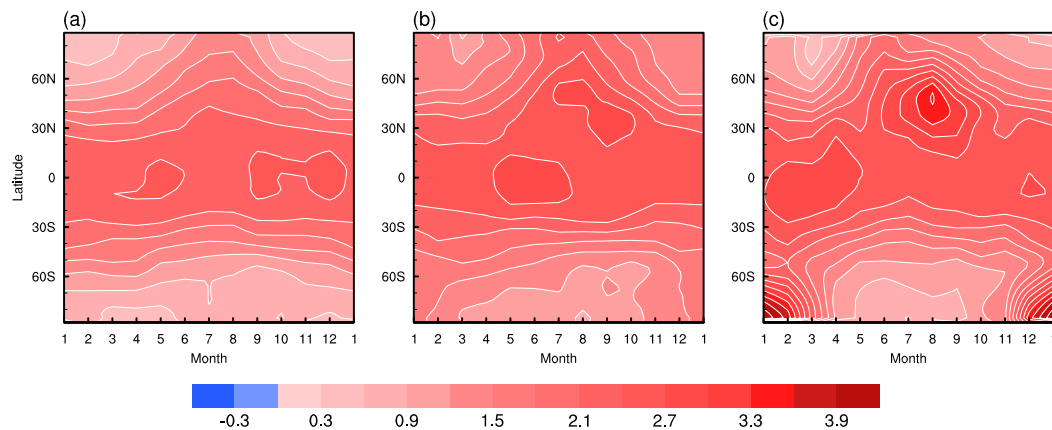 (a) (b) (c)
60N 60N 60N
30N 30N 30N
Latitude 0 0 Latitude 0
30S 30S 30S
60S 60S 60S
1 2 3 4 5 6 7 8 9 10 11 12 1 1 2 3 4 5 6 7 8 9 10 11 12 1 1 2 3 4 5 6 7 8 9 10 11 12 1
Month Month Month
-0.3 0.3 0.9 1.5 2.1 2.7 3.3 3.9